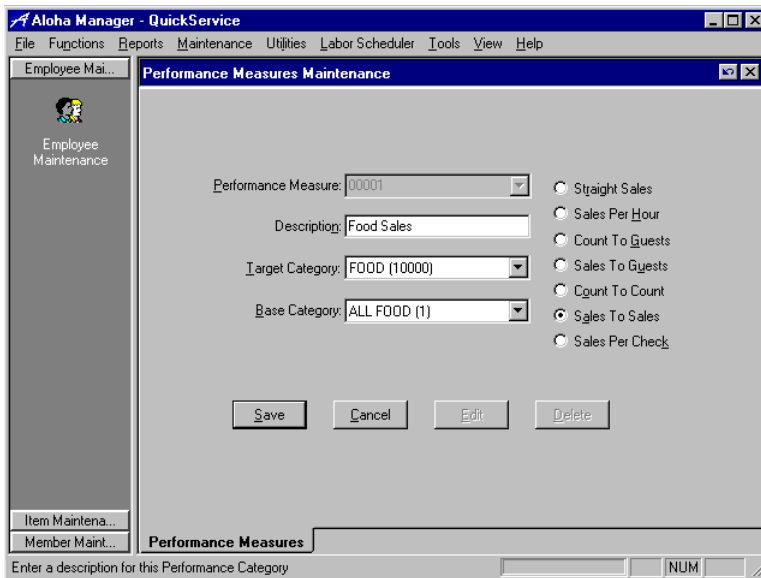 Aloha Manager - QuickService
File Functions Reports Maintenance Utilities Labor Scheduler Tools View Help
Employee Mai...
Performance Measures Maintenance
Employee
Maintenance
Performance Measure: 00001
Straight Sales
Sales Per Hour
Description: Food Sales
Count To Guests
Target Category: FOOD (10000)
Sales To Guests
Count To Count
Base Category: ALL FOOD (1)
Sales To Sales
Sales Per Check
Save Cancel Edit Delete
Item Maintena...
Member Maint...
Performance Measures
Enter a description for this Performance Category
NUM